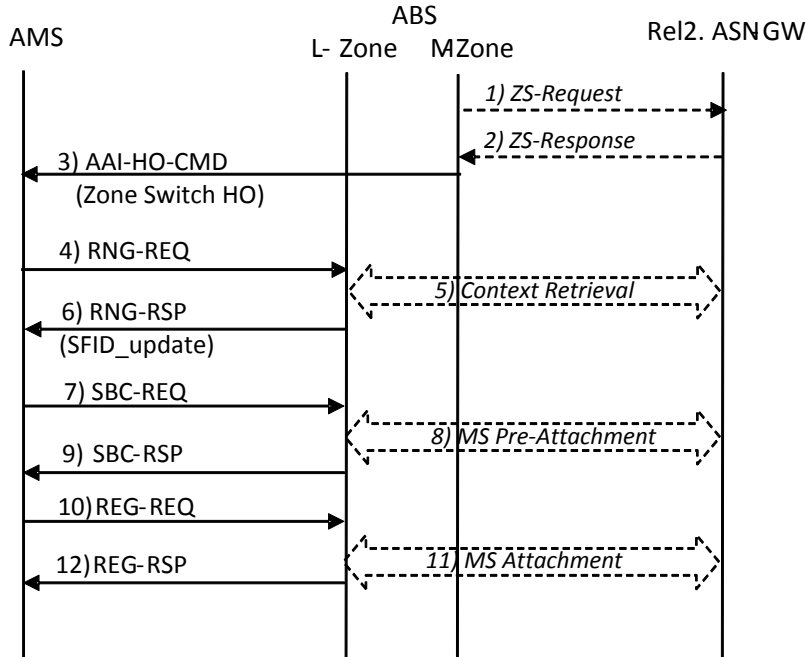 ABS
AMS
L- Zone
MZone
Rel2. ASNGW
1) ZS-Request
2) ZS-Response
3) AAI-HO-CMD
(Zone Switch HO)
4) RNG-REQ
5) Context Retrieval
6) RNG-RSP
(SFID_update)
7) SBC-REQ
8) MS Pre-Attachment
9) SBC-RSP
10)REG-REQ
11) MS Attachment
12)REG-RSP